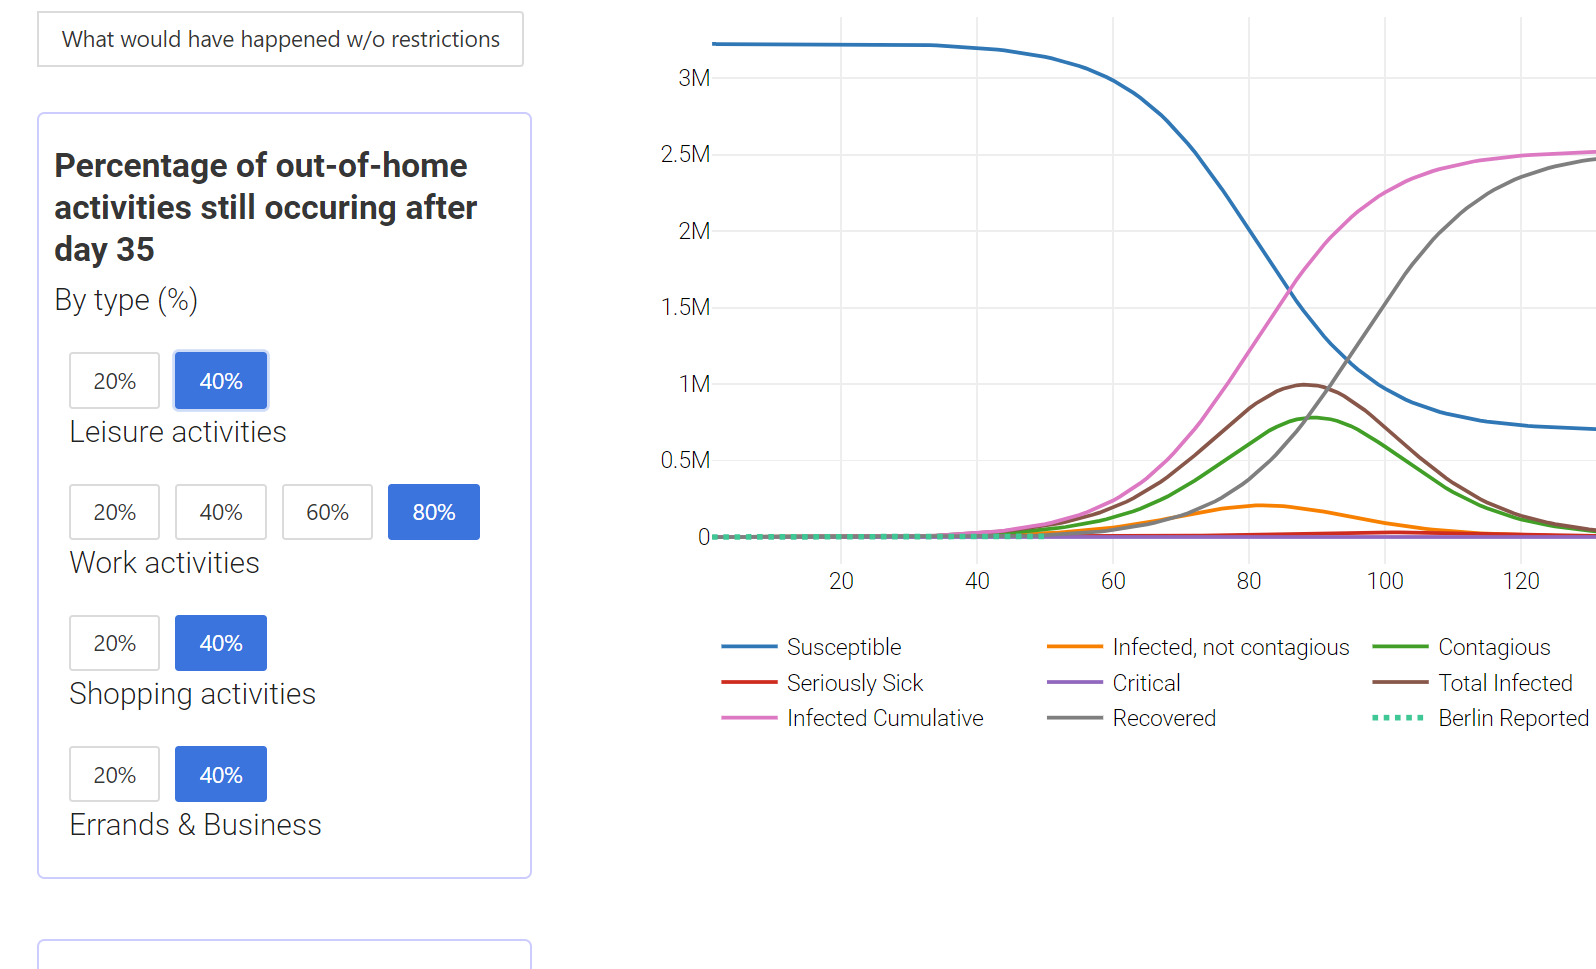 What would have happened w/o restrictions
Percentage of out-of-home
activities still occuring after
day 35
By type (%)
20% 40%
Leisure activities
20% 40% 60% 80%
Work activities
20% 40%
Shopping activities
20% 40%
Errands & Business
3M
2.5M
2M
1.5M
1M
0.5M
0
20 40 60 80 100 120
Susceptible Infected, not contagious Contagious
Seriously Sick Critical Total Infected
Infected Cumulative Recovered Berlin Reported